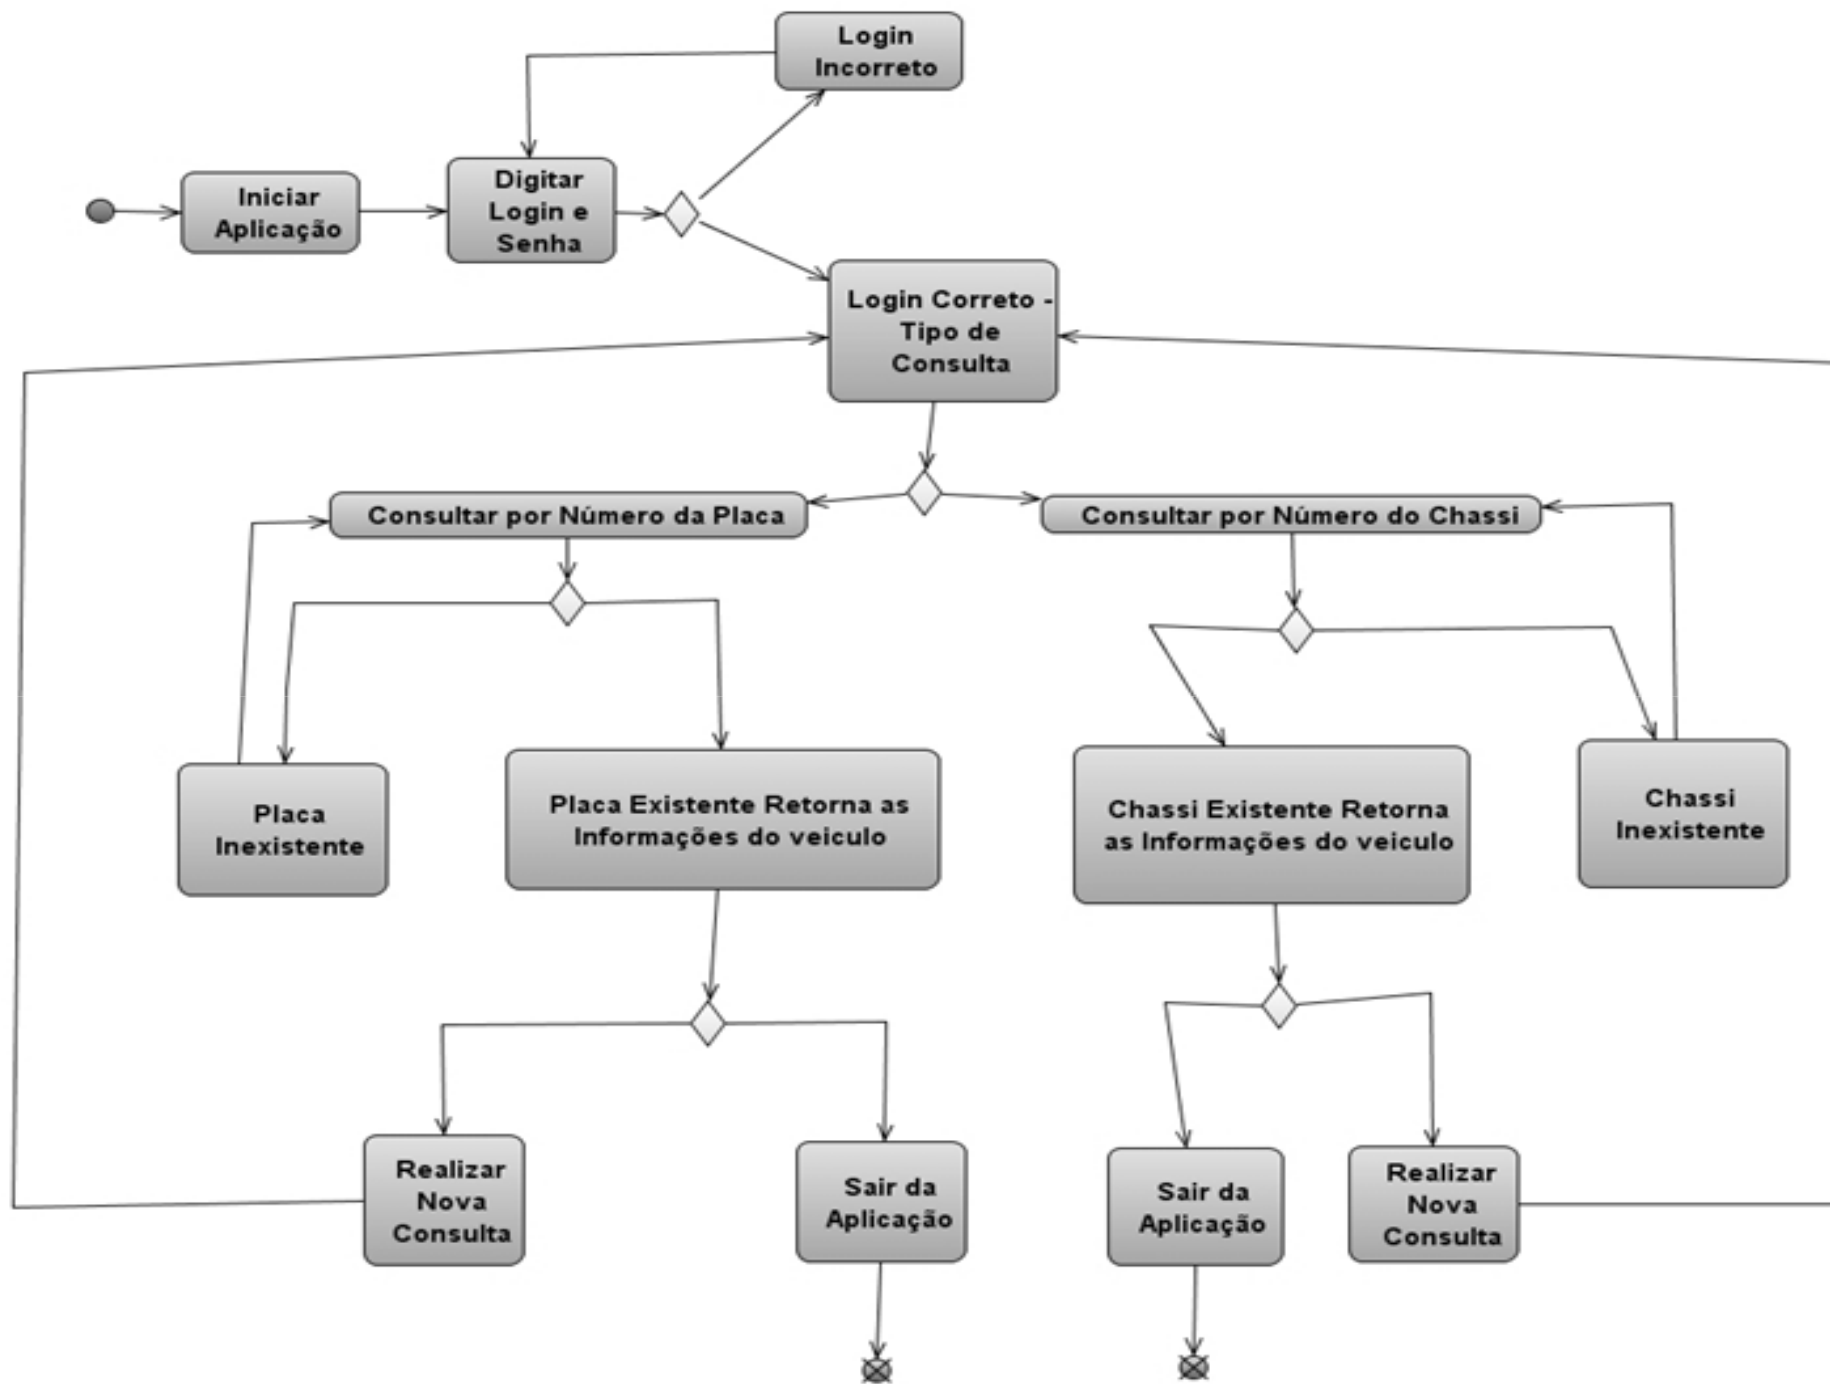 Login
Incorreto
Iniciar
Aplicação
Digitar
Login e
Senha
Login Correto -
Tipo de
Consulta
Consultar por Número da Placa
Consultar por Número do Chassi
Placa
Inexistente
Placa Existente Retorna as
Informações do veiculo
Chassi Existente Retorna
as Informações do veiculo
Chassi
Inexistente
Realizar
Nova
Consulta
Sair da
Aplicação
Sair da
Aplicação
Realizar
Nova
Consulta